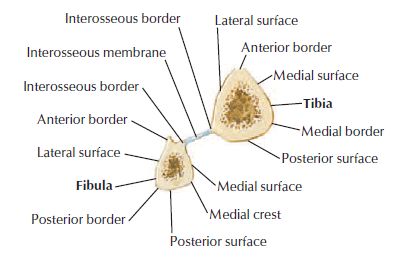 Interosseous border
Lateral surface
Anterior border
Interosseous membrane
Medial surface
Interosseous border
Tibia
Anterior border
Medial border
Lateral surface
Posterior surface
Fibula
Medial surface
Posterior border
Medial crest
Posterior surface